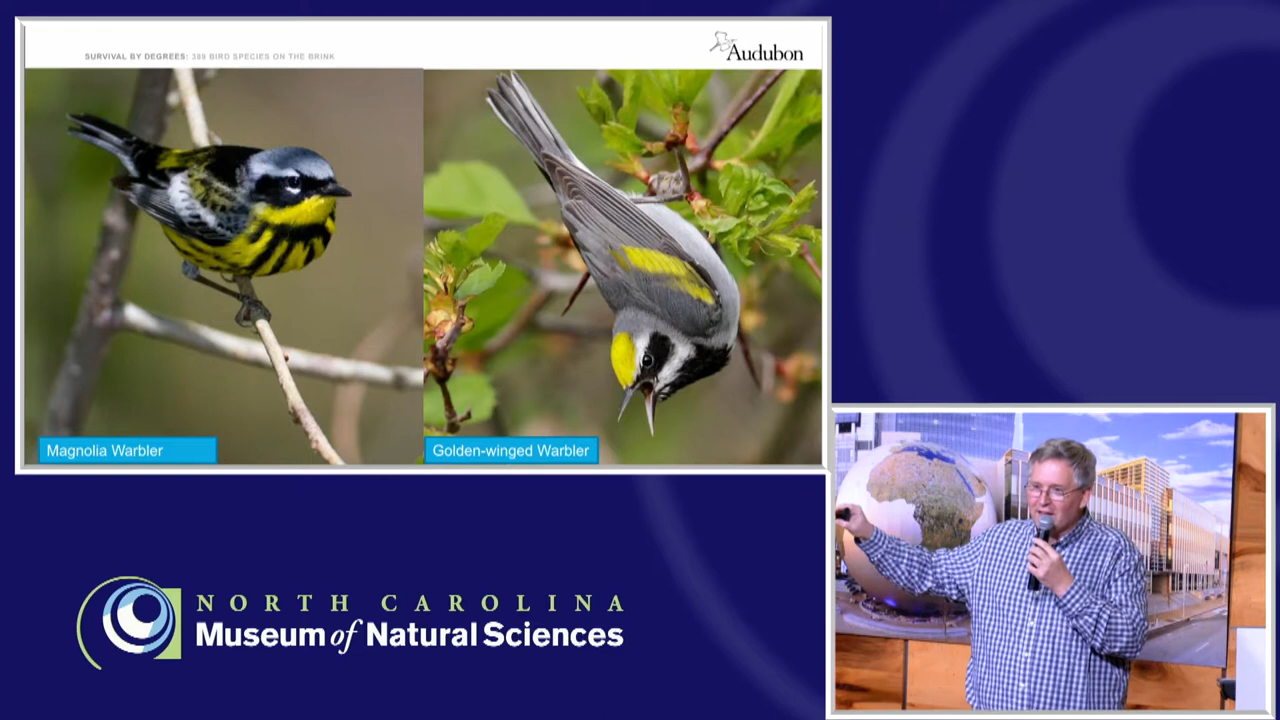 SURVIVAL BY DEGREES: 389 BIRD SPECIES ON THE BRINK
Audubon
Magnolia Warbler
Golden-winged Warbler
NORTH CAROLINA
Museum of Natural Sciences